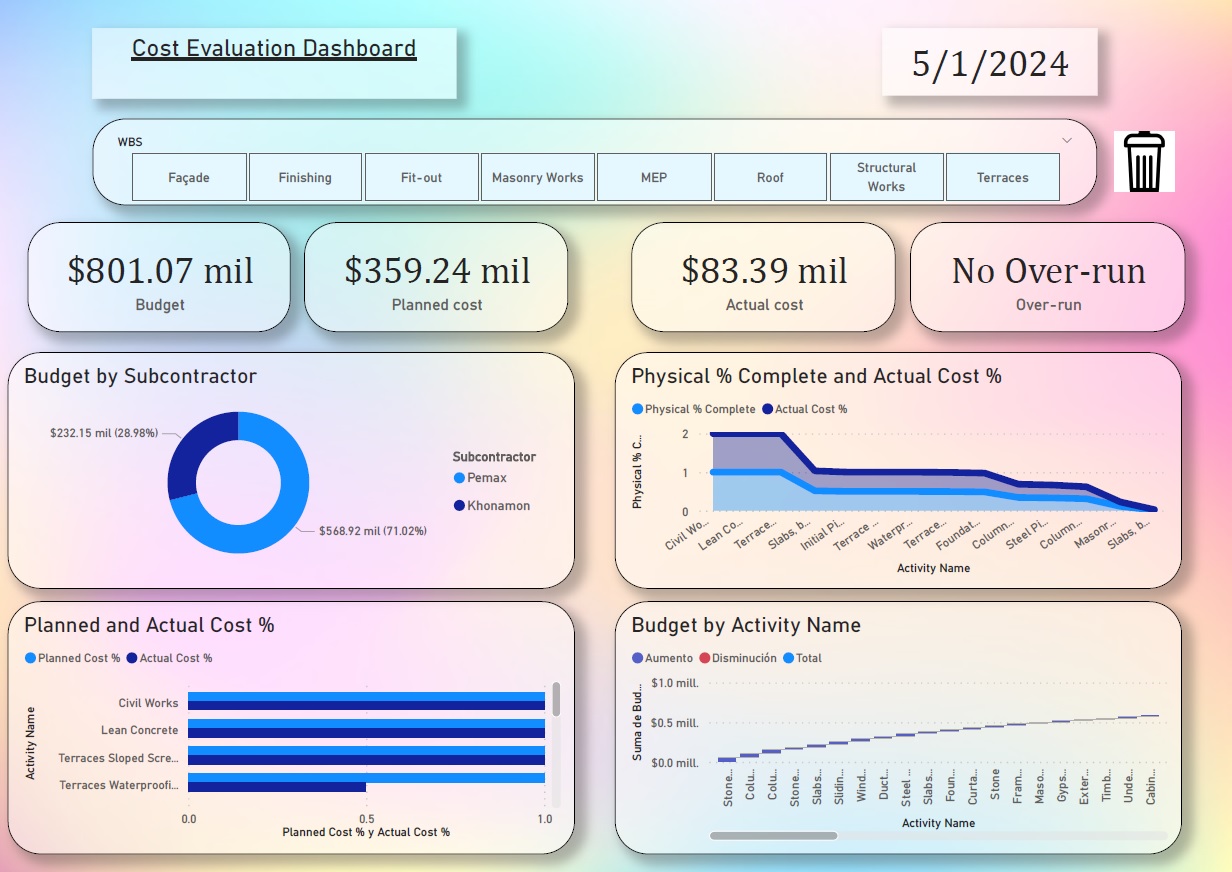 Cost Evaluation Dashboard
5/1/2024
WBS
Façade
Finishing
Fit-out
Masonry Works
MEP
Roof
Structural
Works
Terraces
$801.07 mil
Budget
$359.24 mil
Planned cost
$83.39 mil
Actual cost
No Over-run
Over-run
Budget by Subcontractor
$232.15 mil (28.98%)
$568.92 mil (71.02%)
Subcontractor
Pemax
Khonamon
Physical % Complete and Actual Cost %
Physical % Complete
Actual Cost %
Physical % C...
2
1
0
Civil Wo...
Lean Co...
Terrace...
Slabs, b...
Initial Pi...
Terrace ...
Waterpr...
Terrace...
Foundat...
Column...
Steel Pi...
Column...
Masonr...
Slabs, b...
Activity Name
Planned and Actual Cost %
Planned Cost %
Actual Cost %
Activity Name
Civil Works
Lean Concrete
Terraces Sloped Scre...
Terraces Waterproofi...
0.0
0.5
1.0
Planned Cost % y Actual Cost %
Budget by Activity Name
Aumento
Disminución
Total
Suma de Bud...
$1.0 mill.
$0.5 mill.
$0.0 mill.
Stone...
Colu...
Colu...
Stone...
Slabs...
Slidin...
Wind...
Duct...
Steel ...
Slabs...
Foun...
Curta...
Stone
Fram...
Maso...
Gyps...
Exter...
Timb...
Unde...
Cabin...
Activity Name